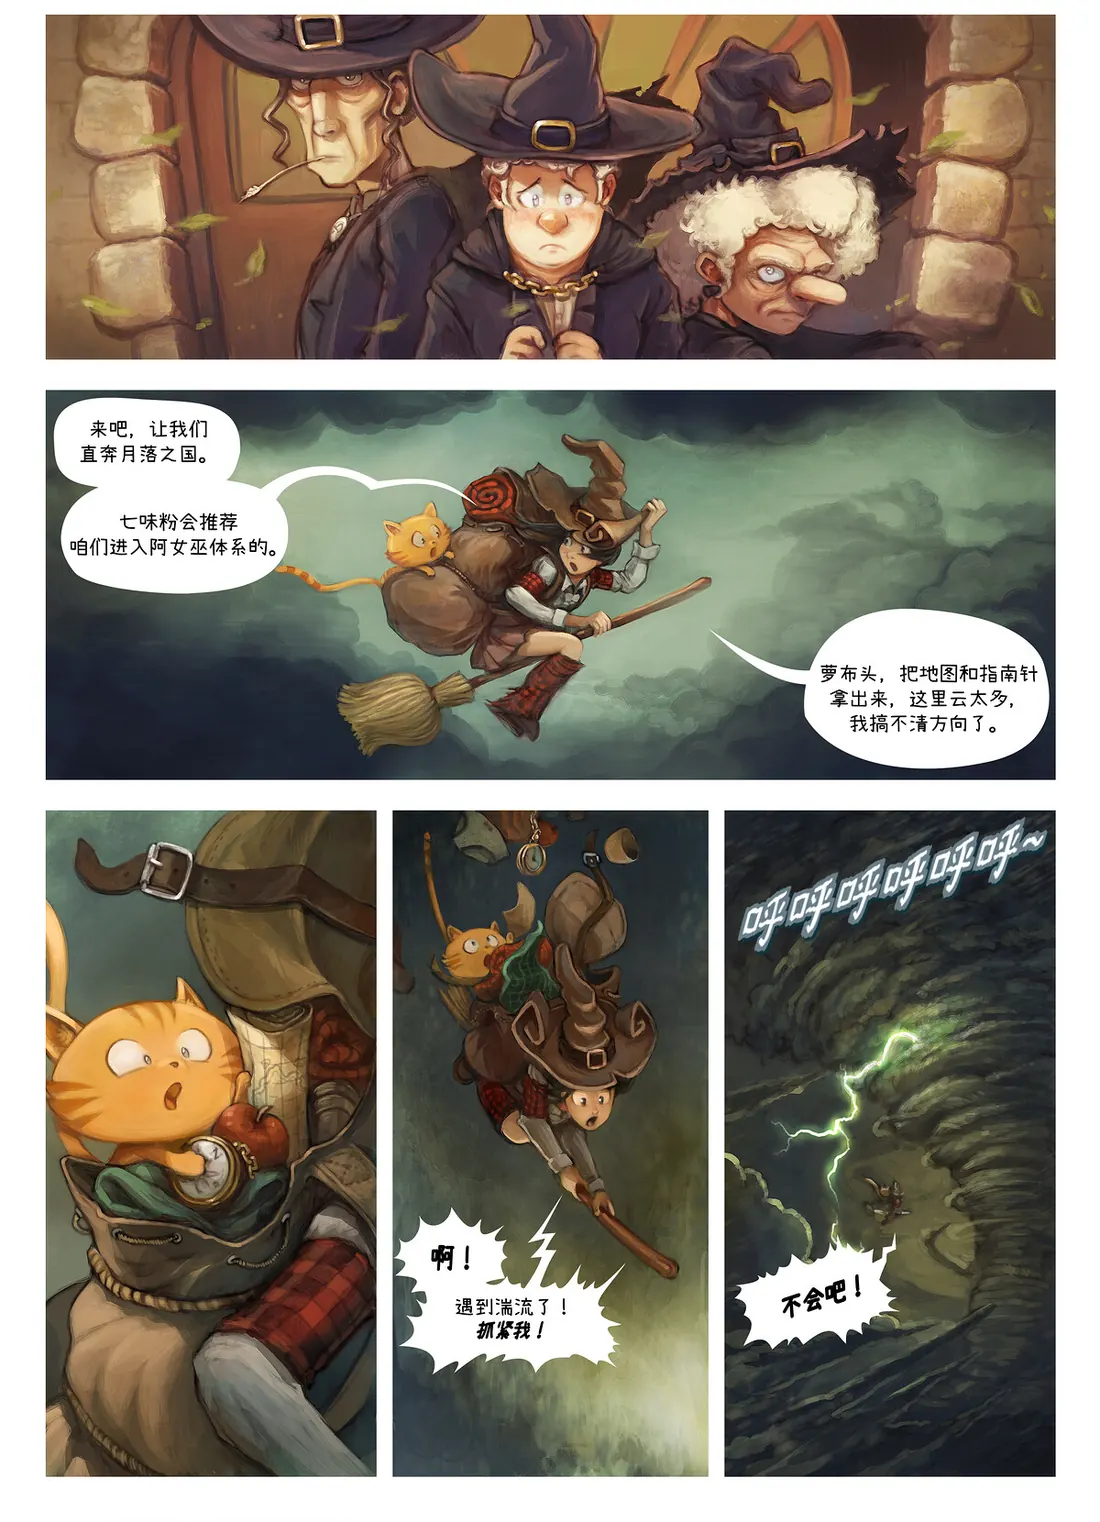 来吧，让我们
直奔月落之国。
七味粉会推荐
咱们进入阿女巫体系的。
萝布头，把地图和指南针
拿出来，这里云太多，
我搞不清方向了。
啊！
遇到湍流了！
抓紧我！
呼呼呼呼呼呼~
不会吧！